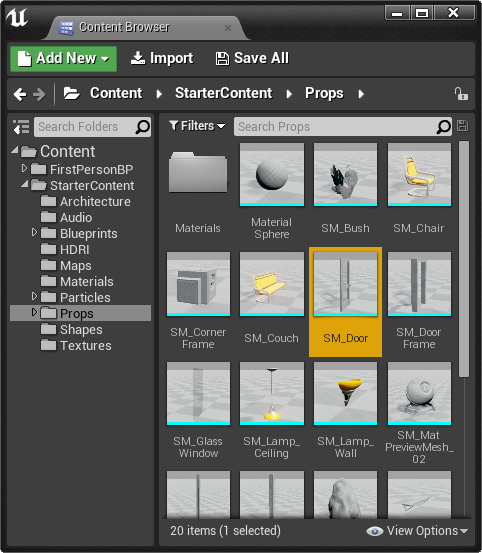 Content Browser
Add New Import Save All
Content StarterContent Props
Search Folders
Content
FirstPersonBP
StarterContent
Architecture
Audio
Blueprints
HDRI
Maps
Materials
Particles
Props
Shapes
Textures
Filters Search Props
Materials
Material
Sphere
SM_Bush
SM_Chair
SM_Corner
Frame
SM_Couch
SM_Door
SM_Door
Frame
SM_Glass
Window
SM_Lamp_
Ceiling
SM_Lamp_
Wall
SM_Mat
PreviewMesh_
02
20 items (1 selected) View Options